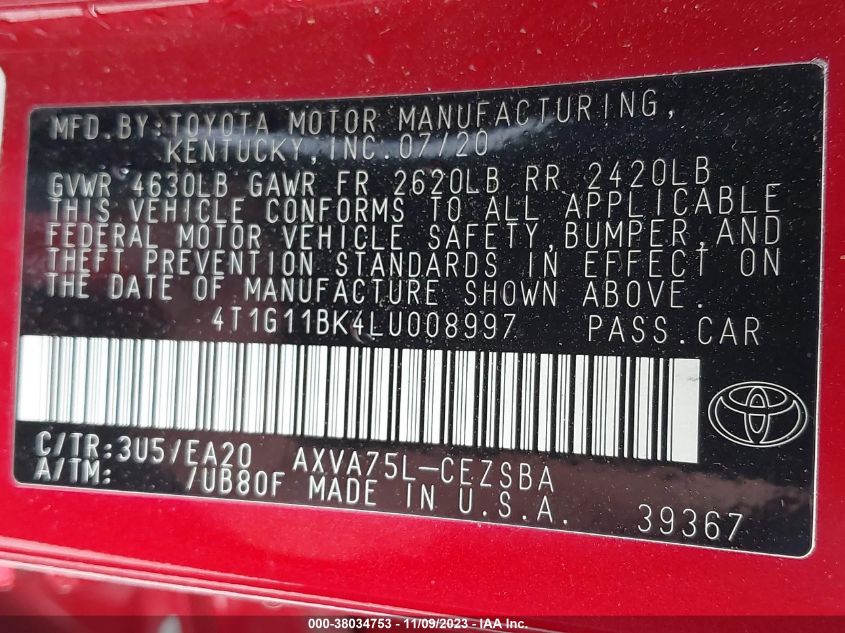 MFD. BY: TOYOTA MOTOR MANUFACTURING,
KENTUCKY, INC. 07/20
GVWR 4630LB GAWR FR 2620LB RR 2420LB
THIS VEHICLE CONFORMS TO ALL APPLICABLE
FEDERAL MOTOR VEHICLE SAFETY, BUMPER, AND
THEFT PREVENTION STANDARDS IN EFFECT ON
THE DATE OF MANUFACTURE SHOWN ABOVE.
4T1G11BK4LU008997 PASS.CAR
C/TR: 3U5/EA20 AXVA75L-CEZSBA
A/TM: /UB80F MADE IN U.S.A. 39367
000-38034753 - 11/09/2023 - IAA Inc.